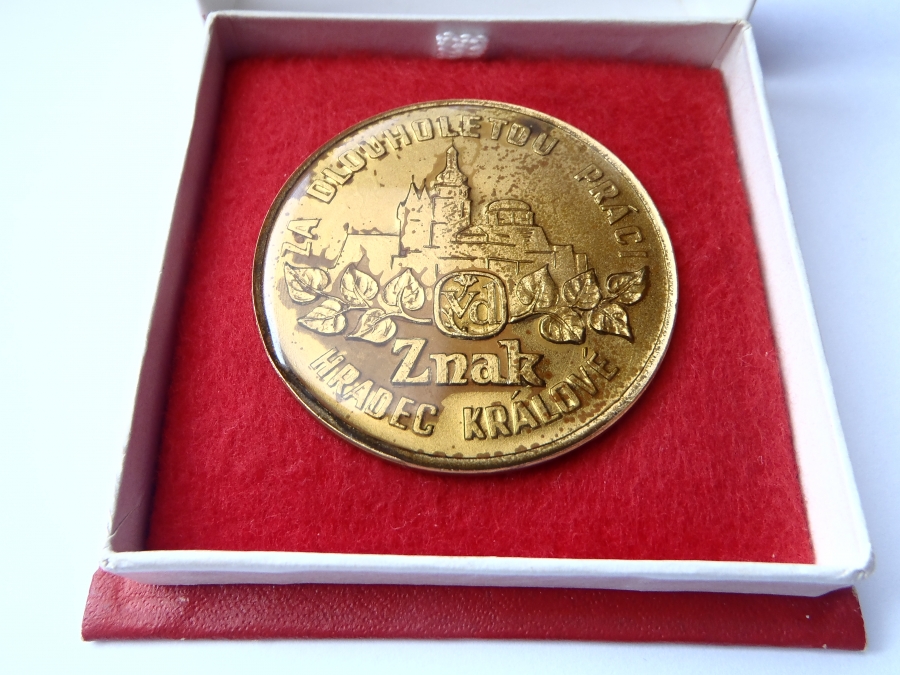 ZA DLOUHOLETOU PRÁCI
vd
Znak
HRADEC KRÁLOVÉ